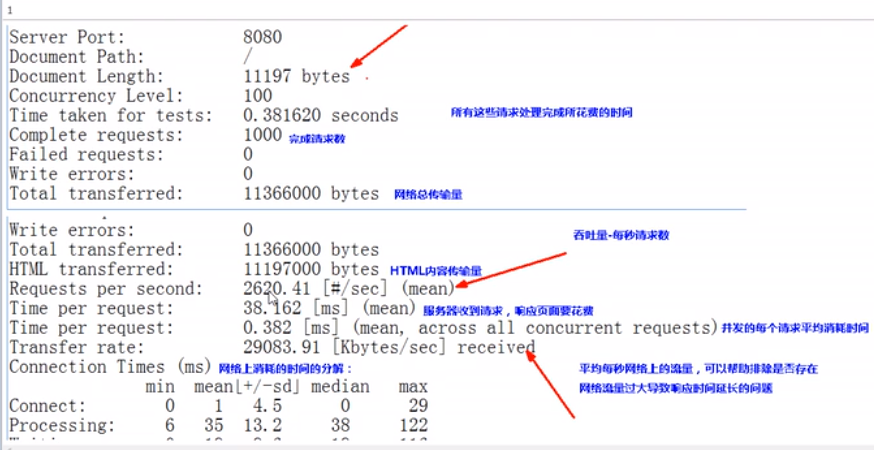 1
Server Port: 8080
Document Path: /
Document Length: 11197 bytes
Concurrency Level: 100
Time taken for tests: 0.381620 seconds 所有这些请求处理完成所花费的时间
Complete requests: 1000 完成请求数
Failed requests: 0
Write errors: 0
Total transferred: 11366000 bytes 网络总传输量
Write errors: 0
吞吐量-每秒请求数
Total transferred: 11366000 bytes
HTML transferred: 11197000 bytes HTML内容传输量
Requests per second: 2620.41 [#/sec] (mean)
Time per request: 38.162 [ms] (mean) 服务器收到请求，响应页面要花费
Time per request: 0.382 [ms] (mean, across all concurrent requests) 并发的每个请求平均消耗时间
Transfer rate: 29083.91 [Kbytes/sec] received
Connection Times (ms) 网络上消耗的时间的分解：
平均每秒网络上的流量，可以帮助排除是否存在
网络流量过大导致响应时间延长的问题
min mean[+/-sd] median max
Connect: 0 1 4.5 0 29
Processing: 6 35 13.2 38 122